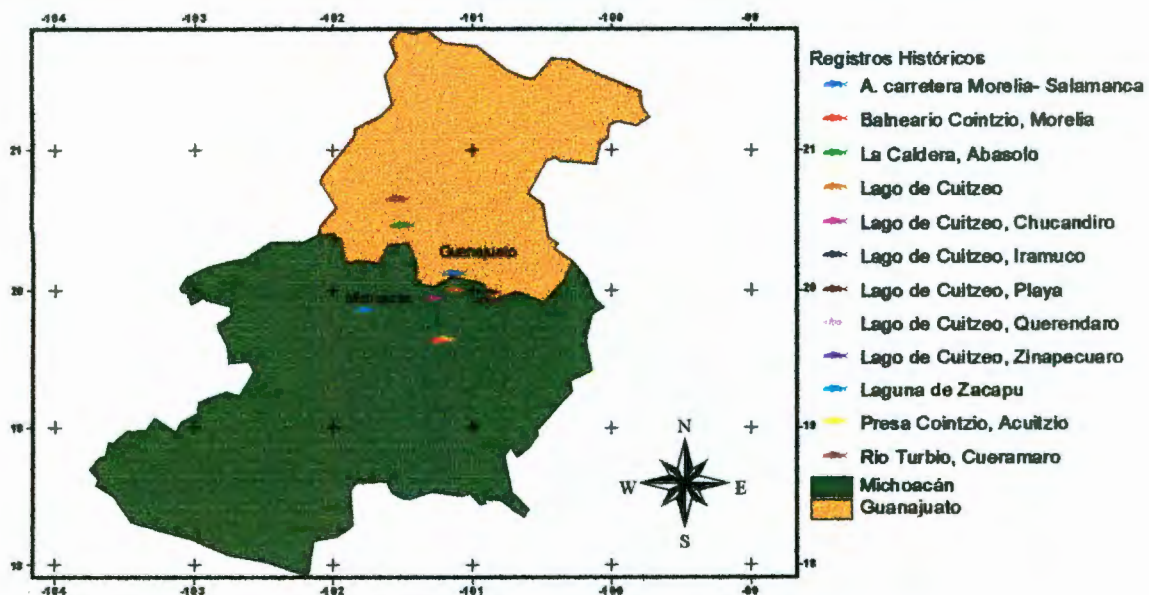 -104 -103 -102 -101 -100 -99
21 21
20 20
19 19
18 18
-104 -103 -102 -101 -100 -99
Guanajuato
Michoacán
N
W E
S
Registros Históricos
A. carretera Morelia- Salamanca
Balneario Cointzio, Morelia
La Caldera, Abasolo
Lago de Cuitzeo
Lago de Cuitzeo, Chucandiro
Lago de Cuitzeo, Iramuco
Lago de Cuitzeo, Playa
Lago de Cuitzeo, Querendaro
Lago de Cuitzeo, Zinapecuaro
Laguna de Zacapu
Presa Cointzio, Acuitzio
Rio Turbio, Cueramaro
Michoacán
Guanajuato